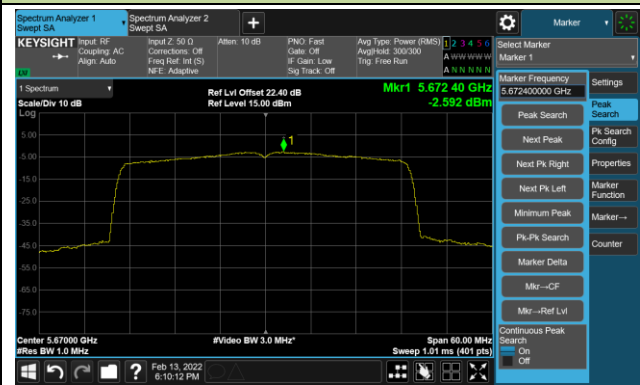 Spectrum Analyzer 1
Swept SA
Spectrum Analyzer 2
Swept SA
+
Marker
KEYSIGHT
Input: RF
Coupling: AC
Align: Auto
Input Z: 50 Ω
Corrections: Off
Freq Ref: Int (S)
NFE: Adaptive
Atten: 10 dB
PNO: Fast
Gate: Off
IF Gain: Low
Sig Track: Off
Avg Type: Power (RMS)
Avg|Hold: 300/300
Trig: Free Run
1 2 3 4 5 6
A W W W W W
A N N N N N
LW
Select Marker
Marker 1
1 Spectrum
Scale/Div 10 dB
Log
Ref Lvl Offset 22.40 dB
Ref Level 15.00 dBm
Mkr1 5.672 40 GHz
-2.592 dBm
Marker Frequency
5.672400000 GHz
Settings
Peak Search
Peak
Search
Next Peak
Pk Search
Config
Next Pk Right
Properties
Next Pk Left
Marker
Function
Minimum Peak
Marker→
Pk-Pk Search
Counter
Marker Delta
Mkr→CF
Mkr→Ref Lvl
Continuous Peak
Search
On
Off
5.00
-5.00
-15.0
-25.0
-35.0
-45.0
-55.0
-65.0
-75.0
1
Center 5.67000 GHz
#Res BW 1.0 MHz
#Video BW 3.0 MHz*
Span 60.00 MHz
Sweep 1.01 ms (401 pts)
?
Feb 13, 2022
6:10:12 PM